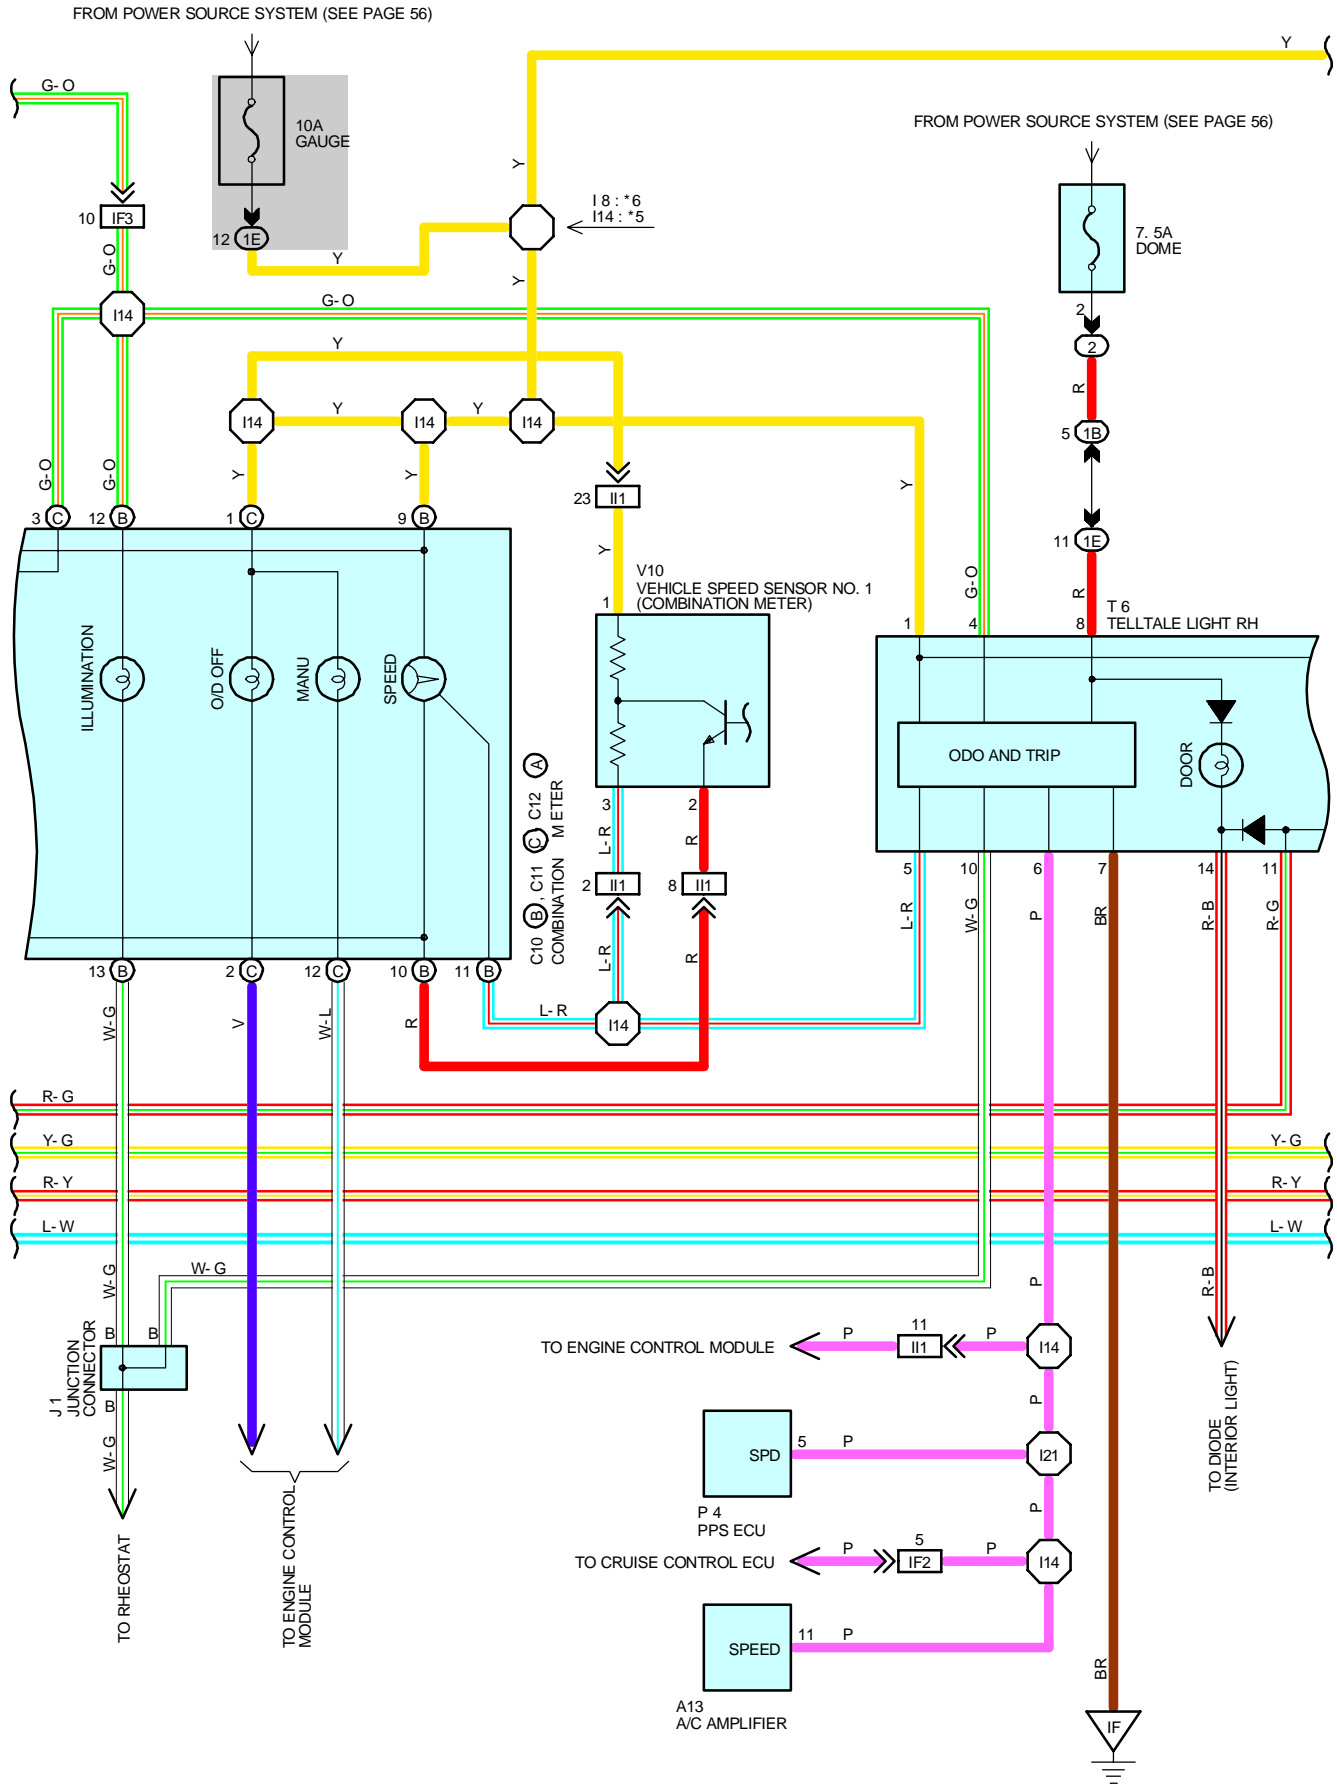 FROM POWER SOURCE SYSTEM (SEE PAGE 56)
Y
G-O
10A
GAUGE
FROM POWER SOURCE SYSTEM (SEE PAGE 56)
Y
I 8 : *6
I14 : *5
10 IF3
12 1E
7. 5A
DOME
Y
G-O
Y
G-O
I14
2
2
Y
R
Y
Y
I14
I14
I14
5 1B
G-O
G-O
Y
Y
Y
23 II1
3 C
12 B
1 C
9 B
11 1E
Y
V10
VEHICLE SPEED SENSOR NO. 1
(COMBINATION METER)
1
G-O
R
T 6
TELLTALE LIGHT RH
1
4
8
ILLUMINATION
O/D OFF
MANU
SPEED
ODO AND TRIP
DOOR
C10 B, C11 C, C12 A
COMBINATION METER
3
2
L-R
R
2 II1
8 II1
L-R
R
5
10
6
7
14
11
L-R
W-G
P
BR
R-B
R-G
13 B
2 C
12 C
10 B
11 B
W-G
V
W-L
R
L-R
I14
R-G
Y-G
Y-G
R-Y
R-Y
L-W
L-W
W-G
W-G
P
R-B
B
B
J 1
JUNCTION
CONNECTOR
B
W-G
TO ENGINE CONTROL MODULE
P
11
II1
P
I14
P
TO DIODE
(INTERIOR LIGHT)
SPD
5
P
I21
P 4
PPS ECU
P
TO RHEOSTAT
TO ENGINE CONTROL
MODULE
TO CRUISE CONTROL ECU
P
5
IF2
P
I14
SPEED
11
P
A13
A/C AMPLIFIER
BR
IF